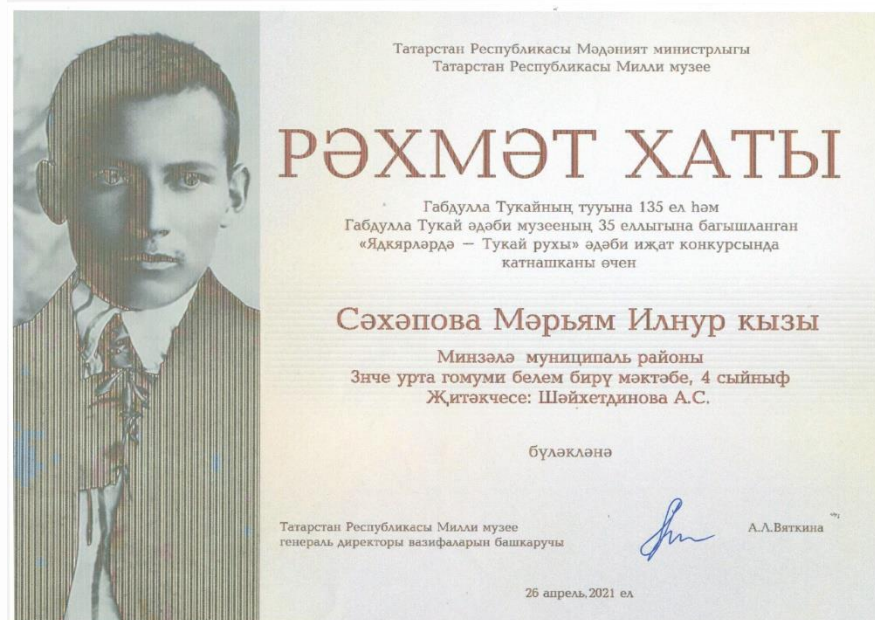 Татарстан Республикасы Мәдәният министрлыгы
Татарстан Республикасы Милли музее
РӘХМӘТ ХАТЫ
Габдулла Тукайның тууына 135 ел һәм
Габдулла Тукай әдәби музееның 35 еллыгына багышланган
«Ядкярләрдә – Тукай рухы» әдәби иҗат конкурсында
катнашканы өчен
Сәхәпова Мәрьям Илнур кызы
Минзәлә муниципаль районы
3нче урта гомуми белем бирү мәктәбе, 4 сыйныф
Җитәкчесе: Шәйхетдинова А.С.
бүләкләнә
Татарстан Республикасы Милли музее
генераль директоры вазифаларын башкаручы
А.Л.Вяткина
26 апрель, 2021 ел